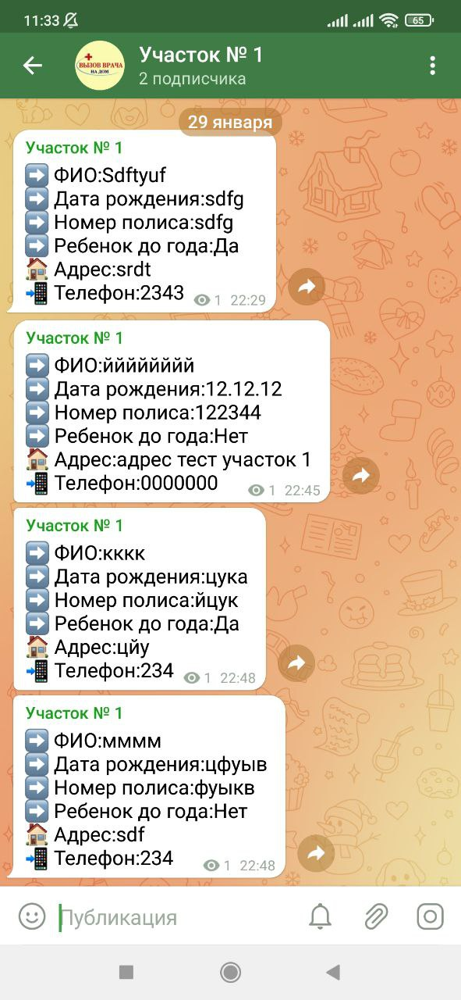 11:33
65
ВЫЗОВ ВРАЧА
НА ДОМ
Участок № 1
2 подписчика
29 января
Участок № 1
ФИО:Sdftyuf
Дата рождения:sdfg
Номер полиса:sdfg
Ребенок до года:Да
Адрес:srdt
Телефон:2343
1 22:29
Участок № 1
ФИО:йййййййй
Дата рождения:12.12.12
Номер полиса:122344
Ребенок до года:Нет
Адрес:адрес тест участок 1
Телефон:0000000
1 22:45
Участок № 1
ФИО:кккк
Дата рождения:цука
Номер полиса:йцук
Ребенок до года:Да
Адрес:цйу
Телефон:234
1 22:48
Участок № 1
ФИО:мммм
Дата рождения:цфуыв
Номер полиса:фуыкв
Ребенок до года:Нет
Адрес:sdf
Телефон:234
1 22:48
Публикация